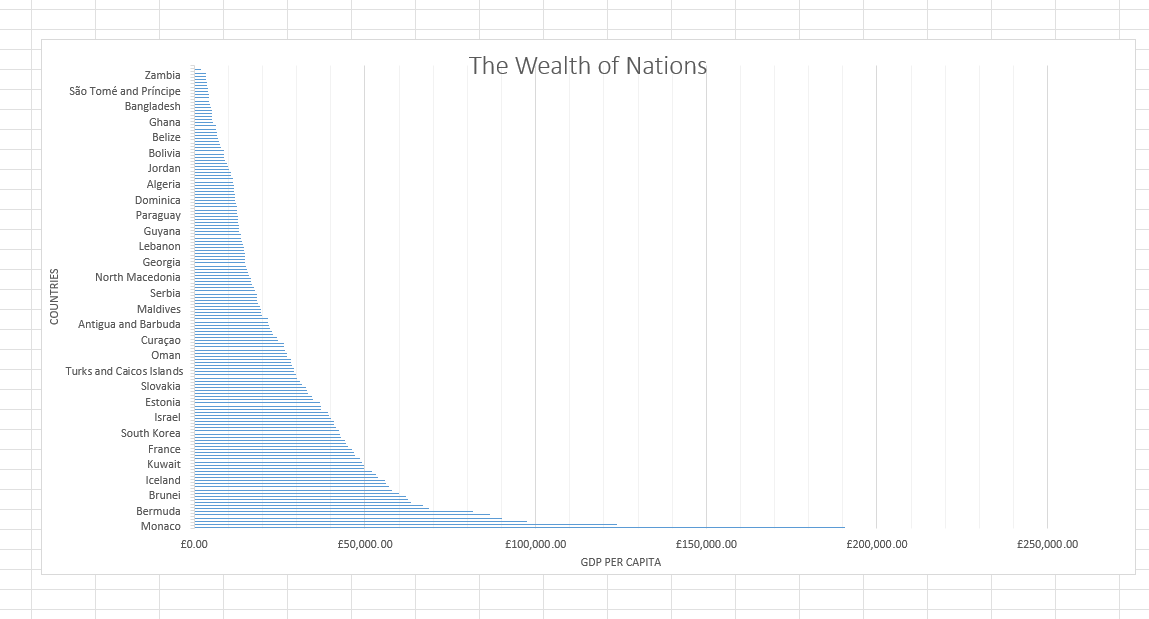 The Wealth of Nations
Zambia
São Tomé and Príncipe
Bangladesh
Ghana
Belize
Bolivia
Jordan
Algeria
Dominica
Paraguay
Guyana
Lebanon
Georgia
North Macedonia
Serbia
Maldives
Antigua and Barbuda
Curaçao
Oman
Turks and Caicos Islands
Slovakia
Estonia
Israel
South Korea
France
Kuwait
Iceland
Brunei
Bermuda
Monaco
COUNTRIES
£0.00 £50,000.00 £100,000.00 £150,000.00 £200,000.00 £250,000.00
GDP PER CAPITA